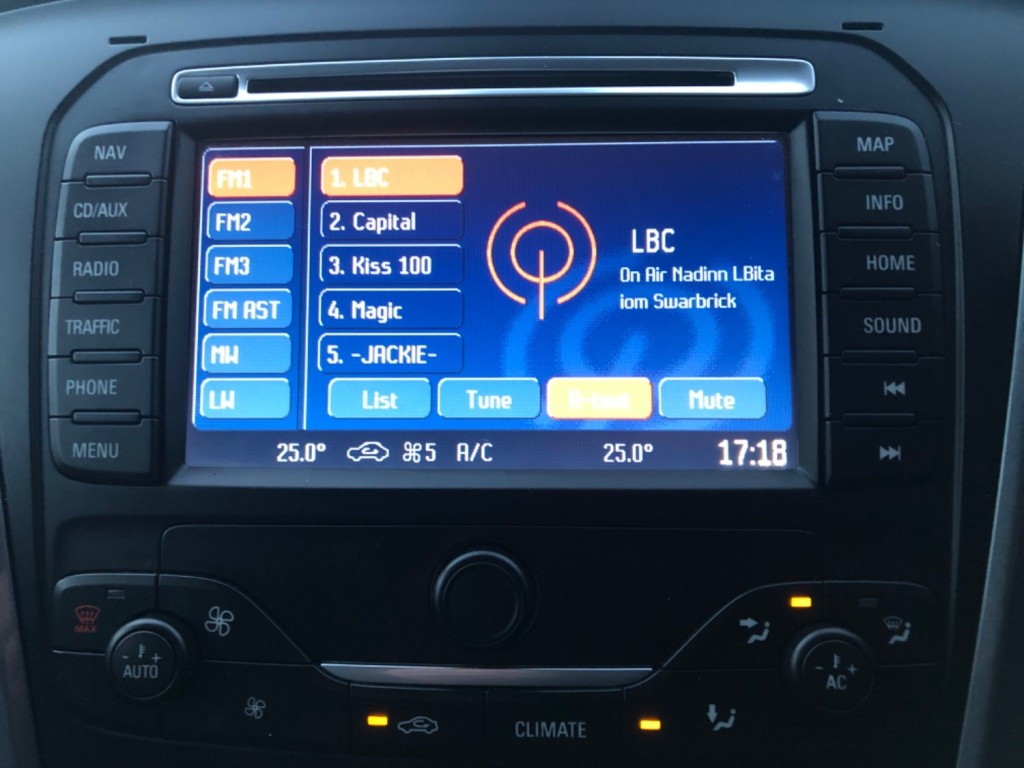 NAV
CD/AUX
RADIO
TRAFFIC
PHONE
MENU
FM1
FM2
FM3
FM AST
MW
LW
1. LBC
2. Capital
3. Kiss 100
4. Magic
5. -JACKIE-
LBC
On Air Nadinn LBita
iom Swarbrick
List
Tune
Mute
25.0° 5 A/C 25.0° 17:18
MAP
INFO
HOME
SOUND
MAX
- +
AUTO
CLIMATE
- +
AC